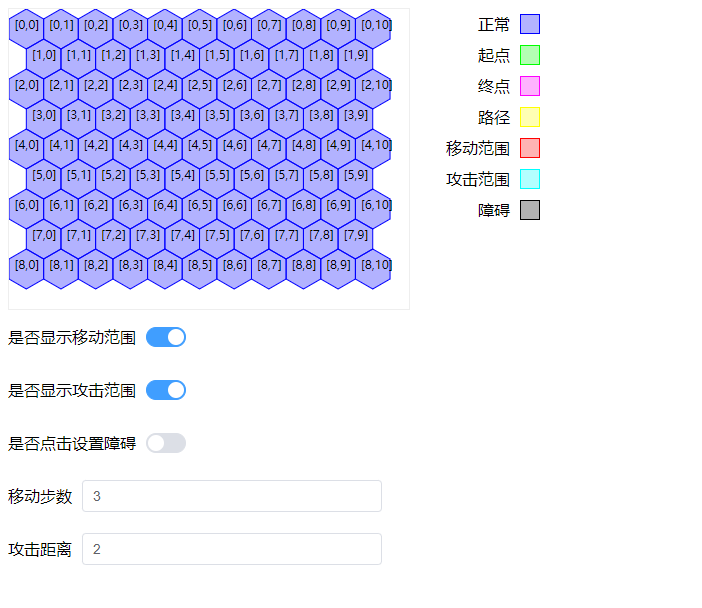 [0,0] [0,1] [0,2] [0,3] [0,4] [0,5] [0,6] [0,7] [0,8] [0,9] [0,10]
[1,0] [1,1] [1,2] [1,3] [1,4] [1,5] [1,6] [1,7] [1,8] [1,9]
[2,0] [2,1] [2,2] [2,3] [2,4] [2,5] [2,6] [2,7] [2,8] [2,9] [2,10]
[3,0] [3,1] [3,2] [3,3] [3,4] [3,5] [3,6] [3,7] [3,8] [3,9]
[4,0] [4,1] [4,2] [4,3] [4,4] [4,5] [4,6] [4,7] [4,8] [4,9] [4,10]
[5,0] [5,1] [5,2] [5,3] [5,4] [5,5] [5,6] [5,7] [5,8] [5,9]
[6,0] [6,1] [6,2] [6,3] [6,4] [6,5] [6,6] [6,7] [6,8] [6,9] [6,10]
[7,0] [7,1] [7,2] [7,3] [7,4] [7,5] [7,6] [7,7] [7,8] [7,9]
[8,0] [8,1] [8,2] [8,3] [8,4] [8,5] [8,6] [8,7] [8,8] [8,9] [8,10]
正常
起点
终点
路径
移动范围
攻击范围
障碍
是否显示移动范围
是否显示攻击范围
是否点击设置障碍
移动步数 3
攻击距离 2